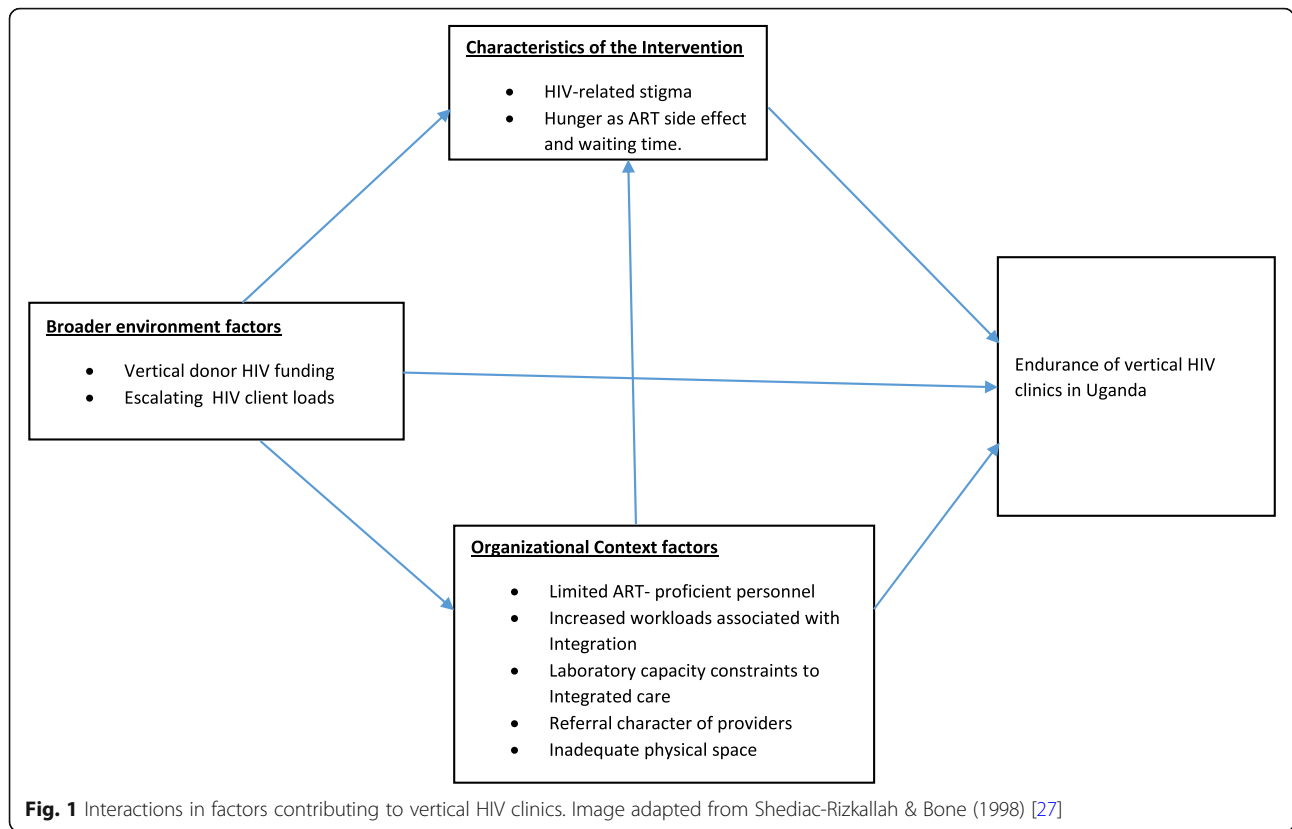 Characteristics of the Intervention
• HIV-related stigma
• Hunger as ART side effect
and waiting time.
Broader environment factors
• Vertical donor HIV funding
• Escalating HIV client loads
Endurance of vertical HIV
clinics in Uganda
Organizational Context factors
• Limited ART- proficient personnel
• Increased workloads associated with
Integration
• Laboratory capacity constraints to
Integrated care
• Referral character of providers
• Inadequate physical space
Fig. 1 Interactions in factors contributing to vertical HIV clinics. Image adapted from Shediac-Rizkallah & Bone (1998) [27]